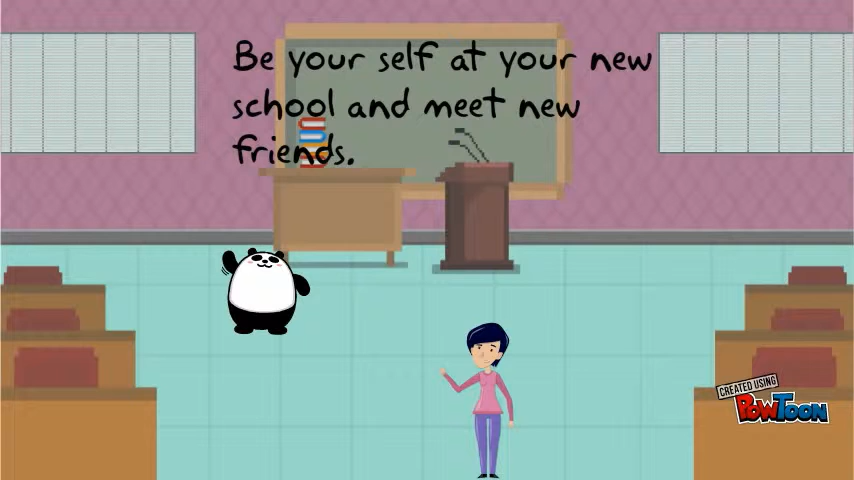 Be your self at your new
school and meet new
friends.
CREATED USING
POWTOON